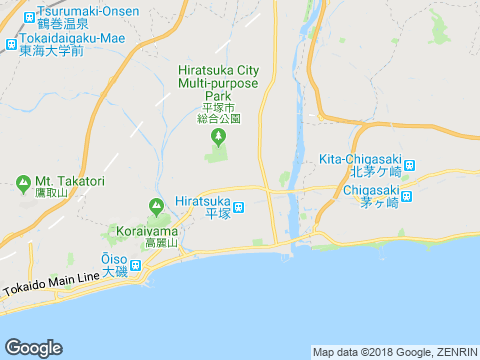 Tsurumaki-Onsen
鶴巻温泉
Tokaidaigaku-Mae
東海大学前
Hiratsuka City
Multi-purpose
Park
平塚市
総合公園
Kita-Chigasaki
北茅ケ崎
Mt. Takatori
鷹取山
Chigasaki
茅ヶ崎
Hiratsuka
平塚
Koraiyama
高麗山
Ōiso
大磯
Tokaido Main Line
Google
Map data ©2018 Google, ZENRIN